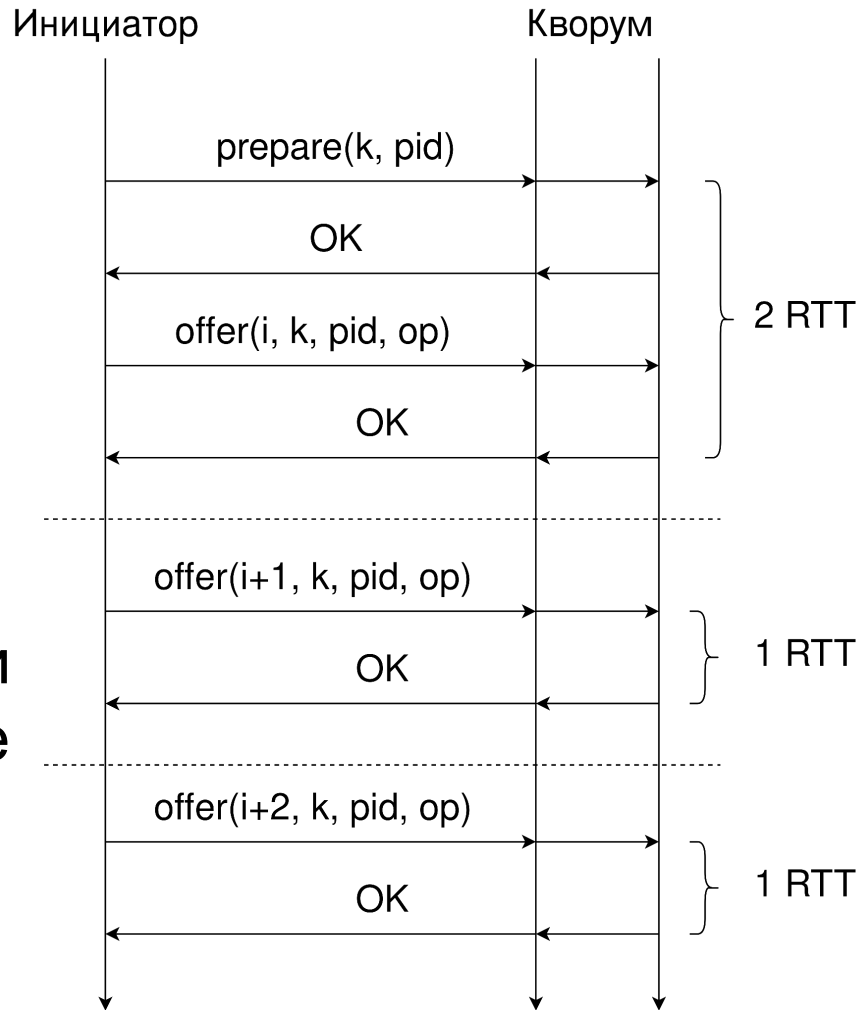 Инициатор
Кворум
prepare(k, pid)
OK
2 RTT
offer(i, k, pid, op)
OK
offer(i+1, k, pid, op)
1 RTT
OK
offer(i+2, k, pid, op)
1 RTT
OK